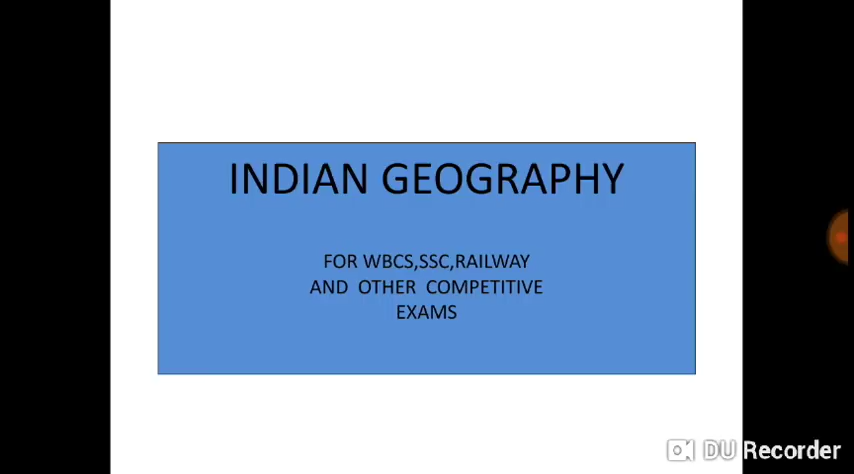 INDIAN GEOGRAPHY
FOR WBCS,SSC,RAILWAY
AND OTHER COMPETITIVE
EXAMS
DU Recorder